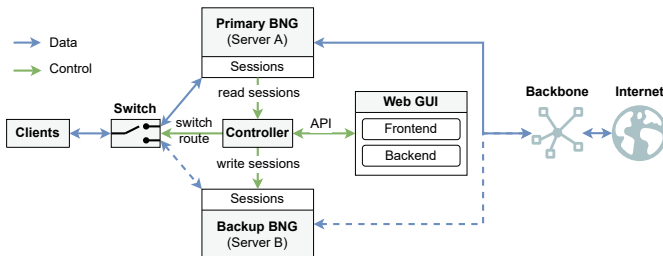 Data
Control
Primary BNG
(Server A)
Sessions
read sessions
Switch
Clients
switch
route
Controller
API
Web GUI
Frontend
Backend
Backbone
Internet
write sessions
Sessions
Backup BNG
(Server B)